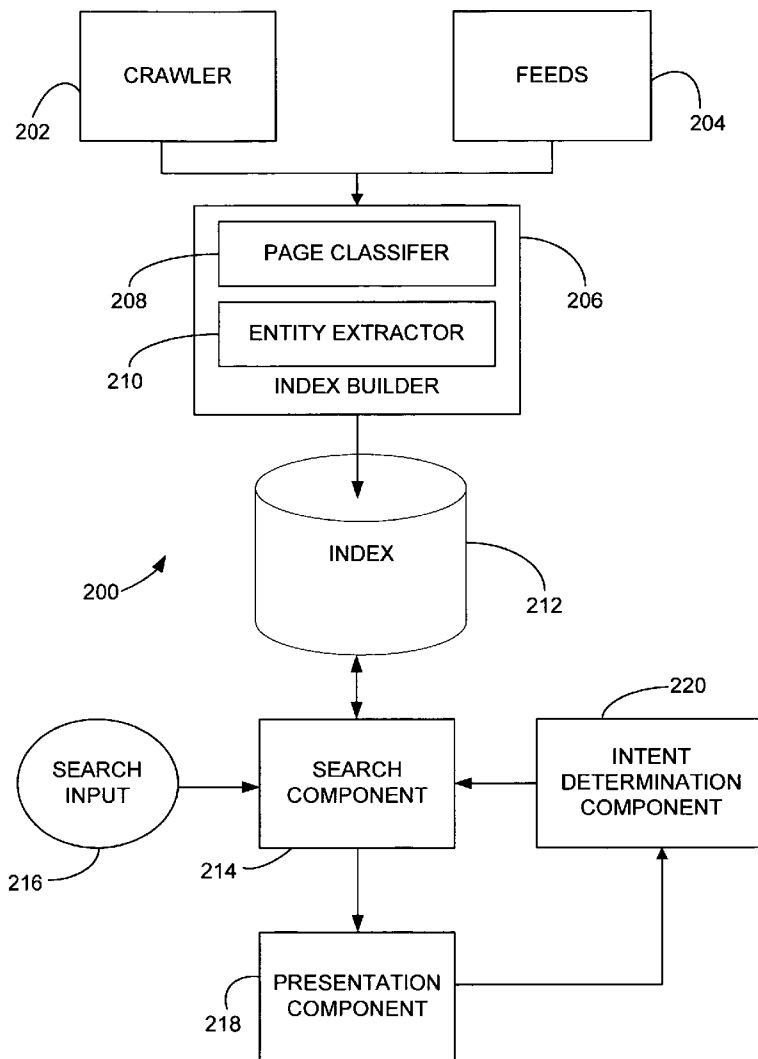 CRAWLER
FEEDS
202
204
PAGE CLASSIFER
208
206
ENTITY EXTRACTOR
210
INDEX BUILDER
INDEX
200
212
220
SEARCH
INPUT
SEARCH
COMPONENT
INTENT
DETERMINATION
COMPONENT
216
214
PRESENTATION
COMPONENT
218